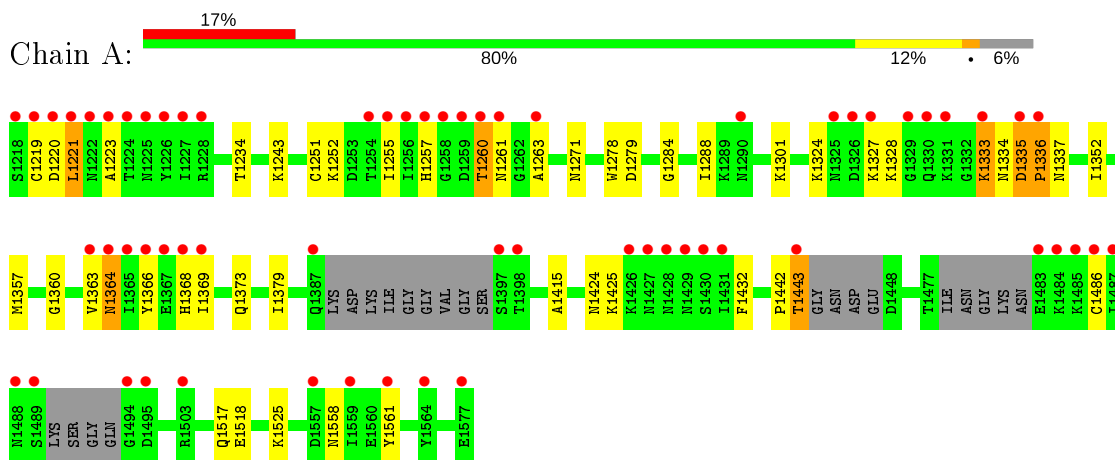 17%
Chain A:
80% 12% • 6%
S1218 C1219 D1220 L1221 N1222 A1223 T1224 N1225 Y1226 I1227 R1228 T1234 K1243 C1251 K1252 D1253 T1254 I1255 I1256 H1257 G1258 D1259 T1260 N1261 G1262 A1263 N1271 W1278 D1279 G1284 I1288 K1289 N1290 K1301 K1324 N1325 D1326 K1327 K1328 G1329 Q1330 K1331 G1332 K1333 N1334 D1335 P1336 N1337 I1352
M1357 G1360 V1363 N1364 I1365 Y1366 E1367 H1368 I1369 Q1373 I1379 Q1387 LYS ASP LYS ILE GLY GLY VAL GLY SER S1397 T1398 A1415 N1424 K1425 K1426 N1427 N1428 N1429 S1430 I1431 F1432 P1442 T1443 GLY ASN ASP GLU D1448 T1477 ILE ASN GLY LYS ASN E1483 K1484 K1485 C1486 I1487
N1488 S1489 LYS SER GLY GLN G1494 D1495 R1503 Q1517 E1518 K1525 D1557 N1558 I1559 E1560 Y1561 Y1564 E1577